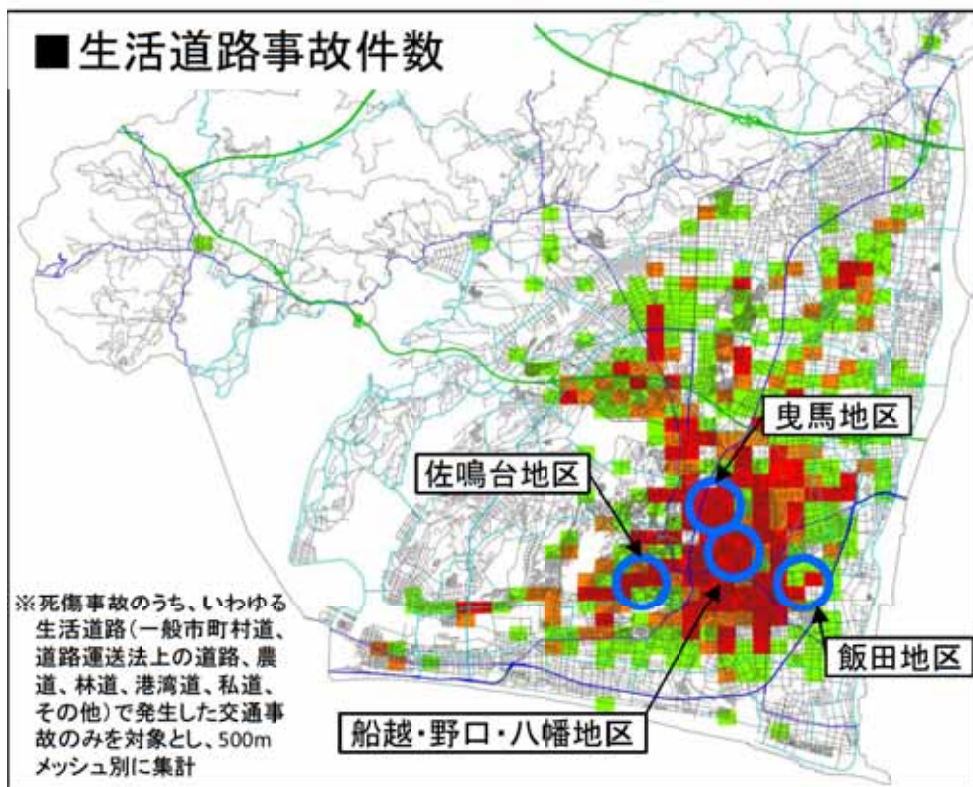 ■生活道路事故件数
曳馬地区
佐鳴台地区
※死傷事故のうち、いわゆる
生活道路(一般市町村道、
道路運送法上の道路、農
道、林道、港湾道、私道、
その他)で発生した交通事
故のみを対象とし、500m
メッシュ別に集計
飯田地区
船越・野口・八幡地区